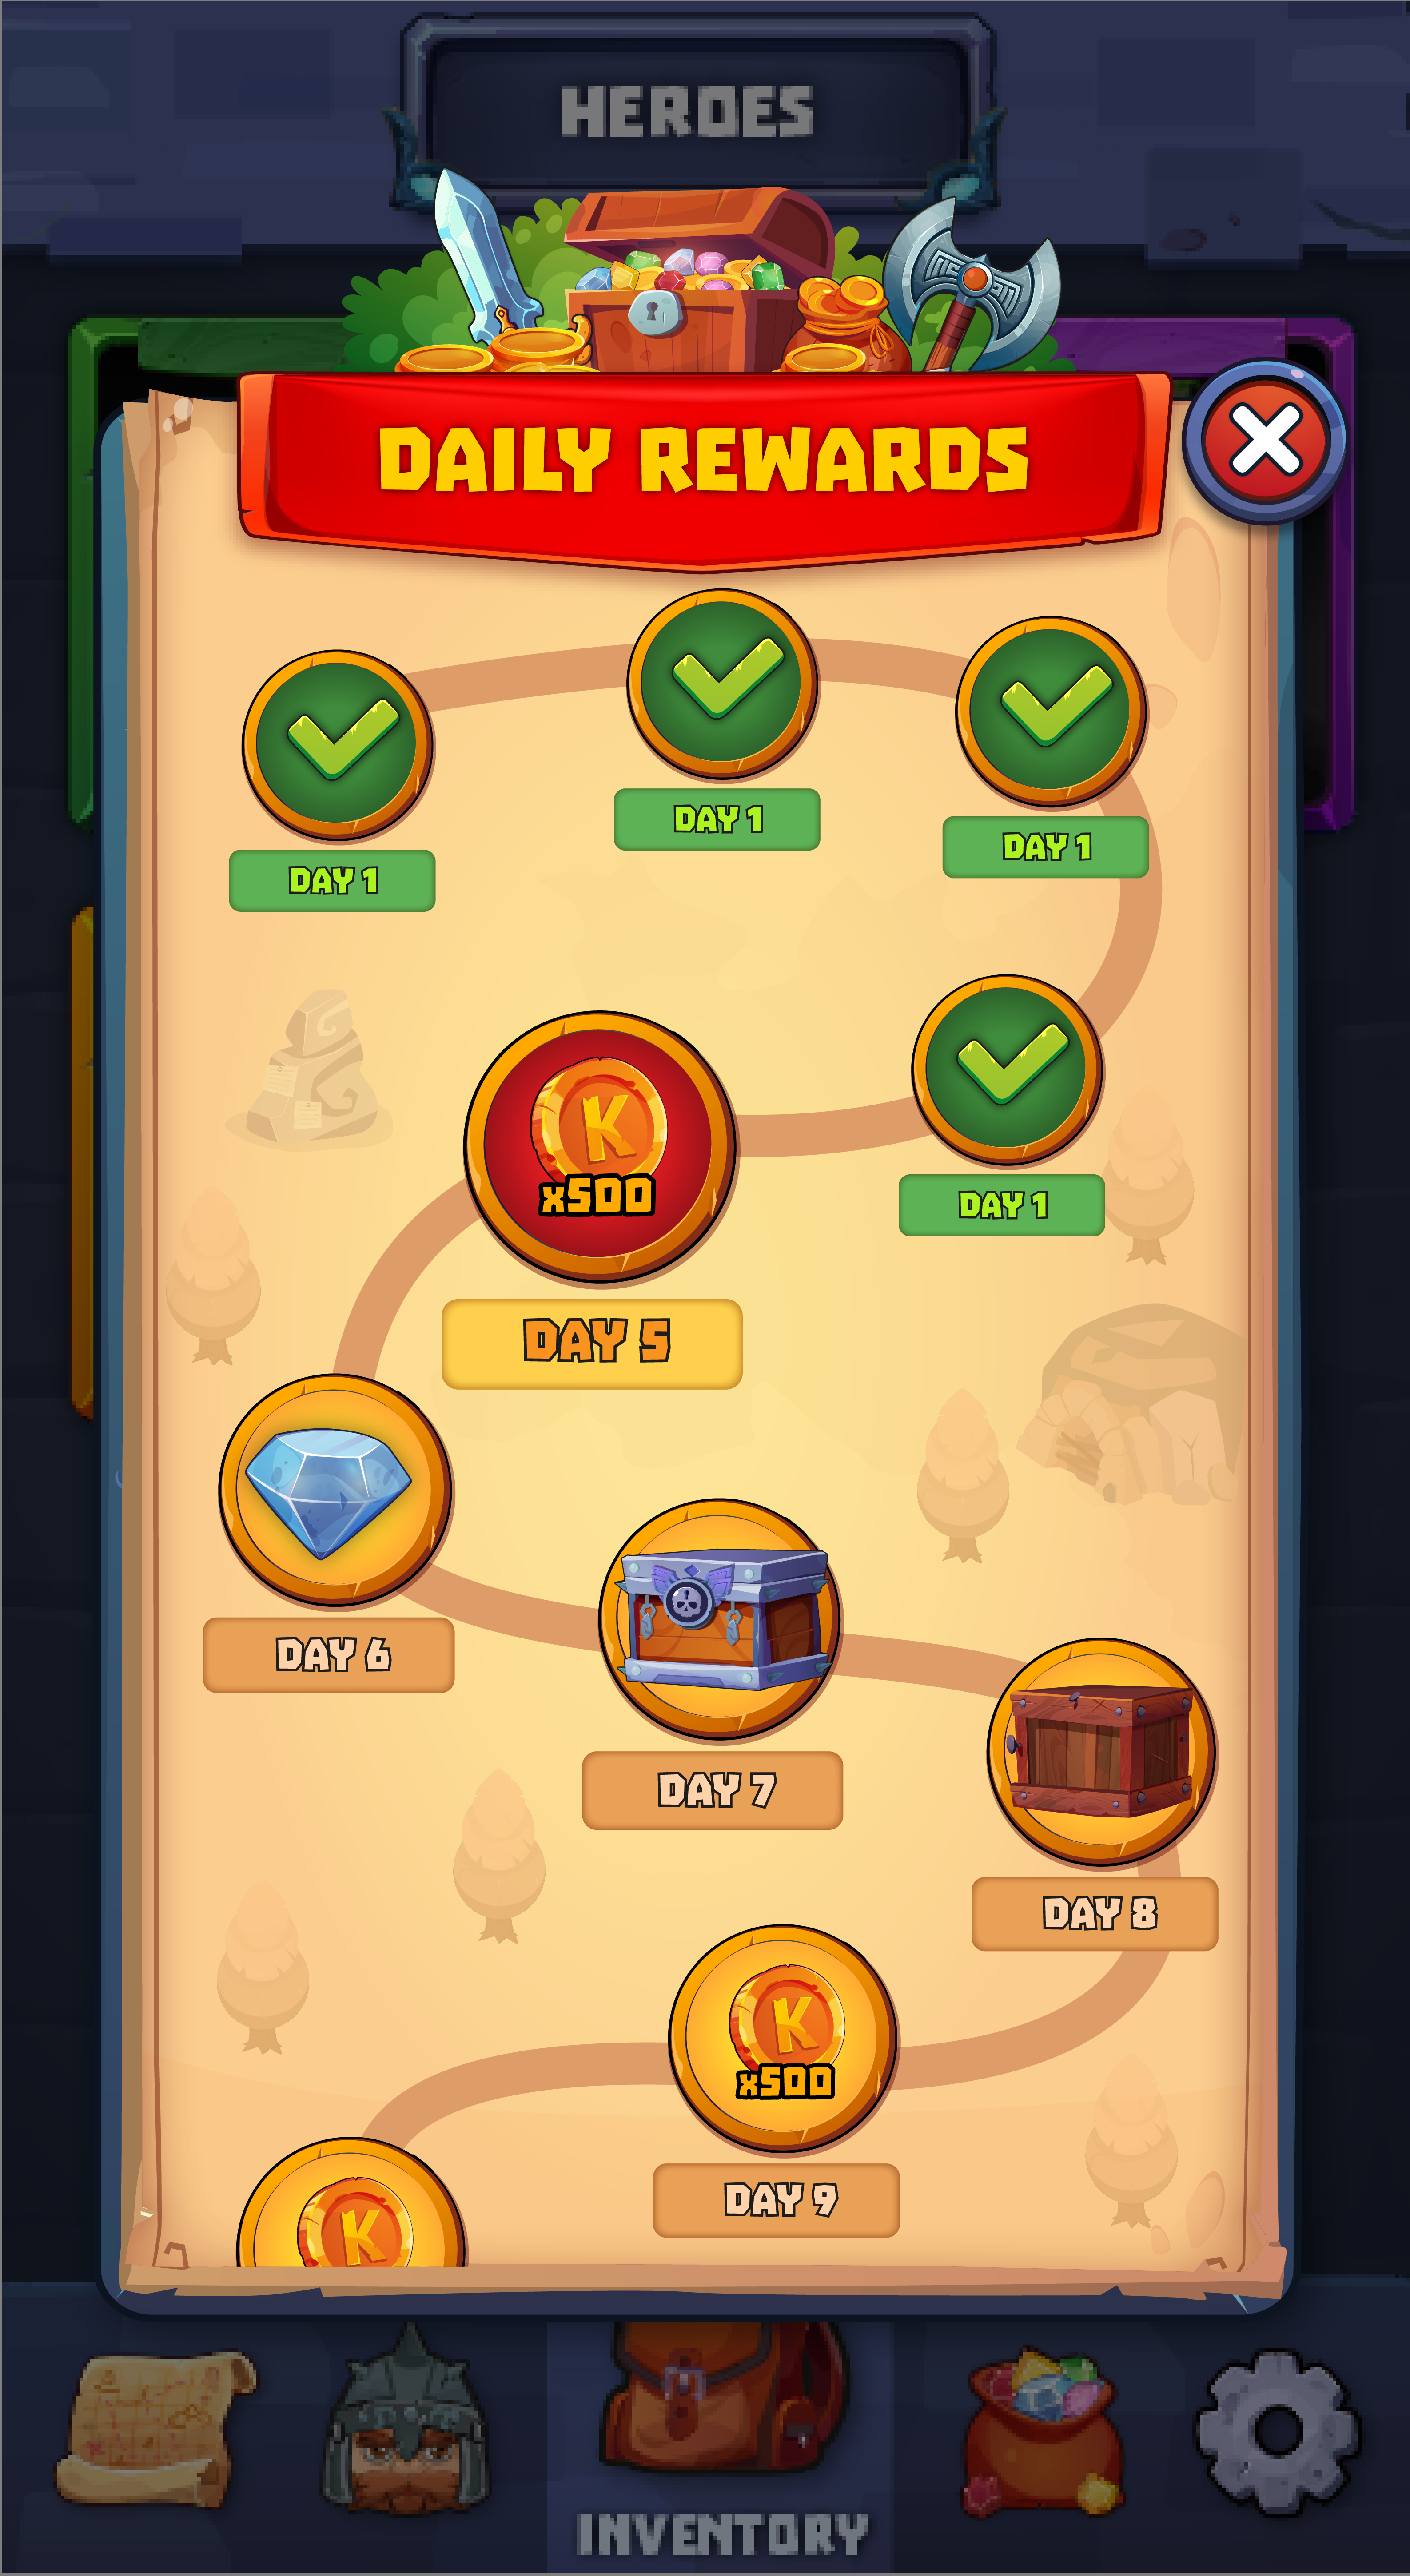 HEROES
DAILY REWARDS
DAY 1
DAY 1
DAY 1
K
x500
DAY 1
DAY 5
DAY 6
DAY 7
DAY 8
K
x500
DAY 9
K
INVENTORY